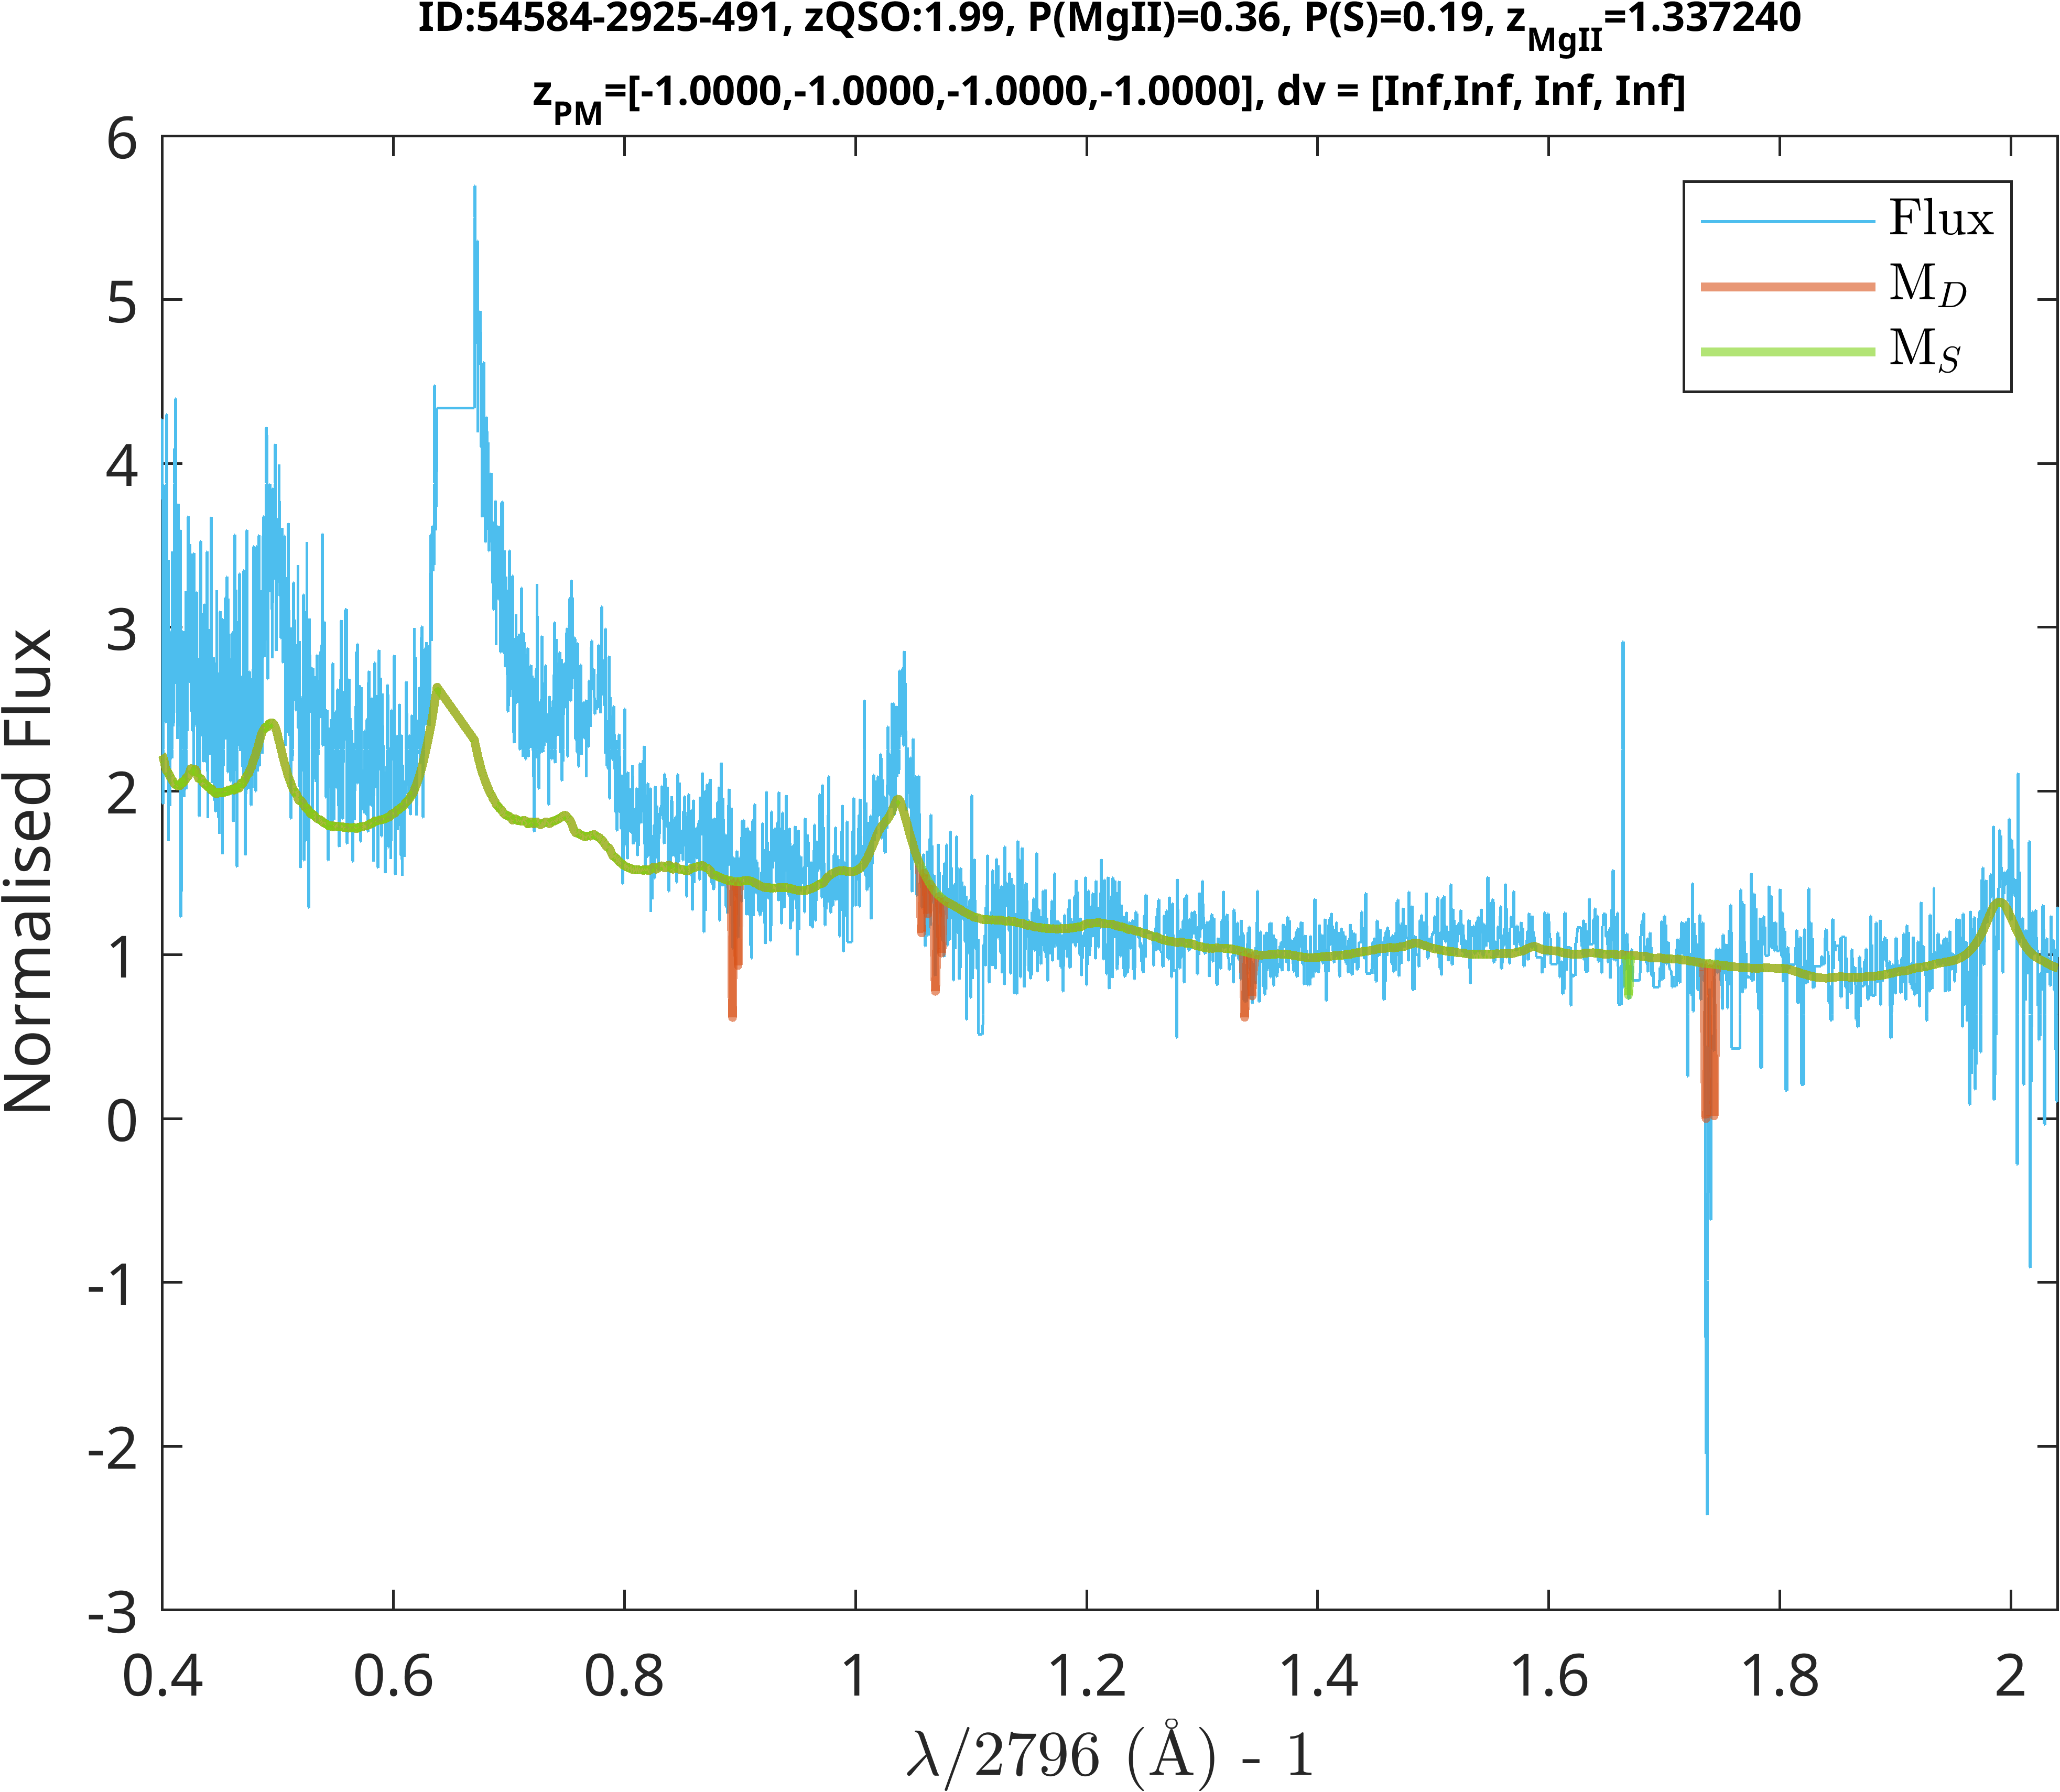 ID:54584-2925-491, zQSO:1.99, P(MgII)=0.36, P(S)=0.19, zMgII=1.337240
zPM=[-1.0000,-1.0000,-1.0000,-1.0000], dv = [Inf,Inf, Inf, Inf]
6
5
4
3
2
1
0
-1
-2
-3
Normalised Flux
Flux
MD
MS
0.4 0.6 0.8 1 1.2 1.4 1.6 1.8 2
λ/2796 (Å) - 1